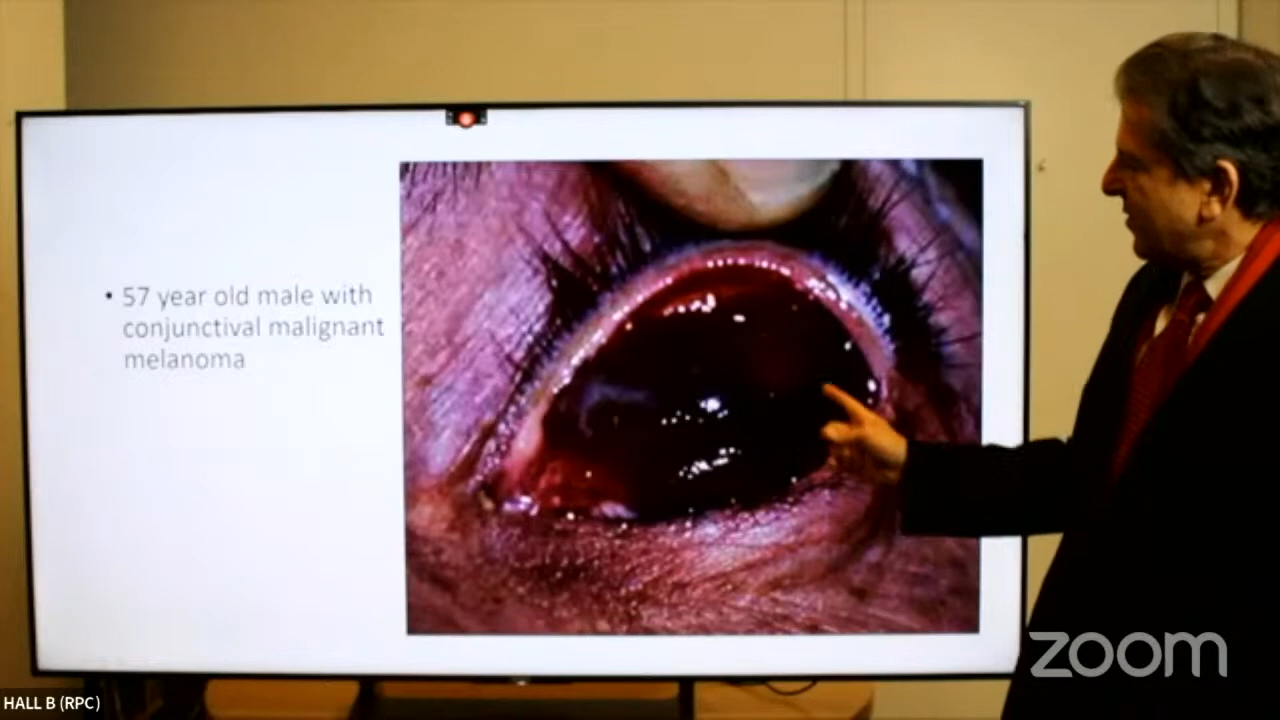 • 57 year old male with
conjunctival malignant
melanoma
zoom
HALL B (RPC)